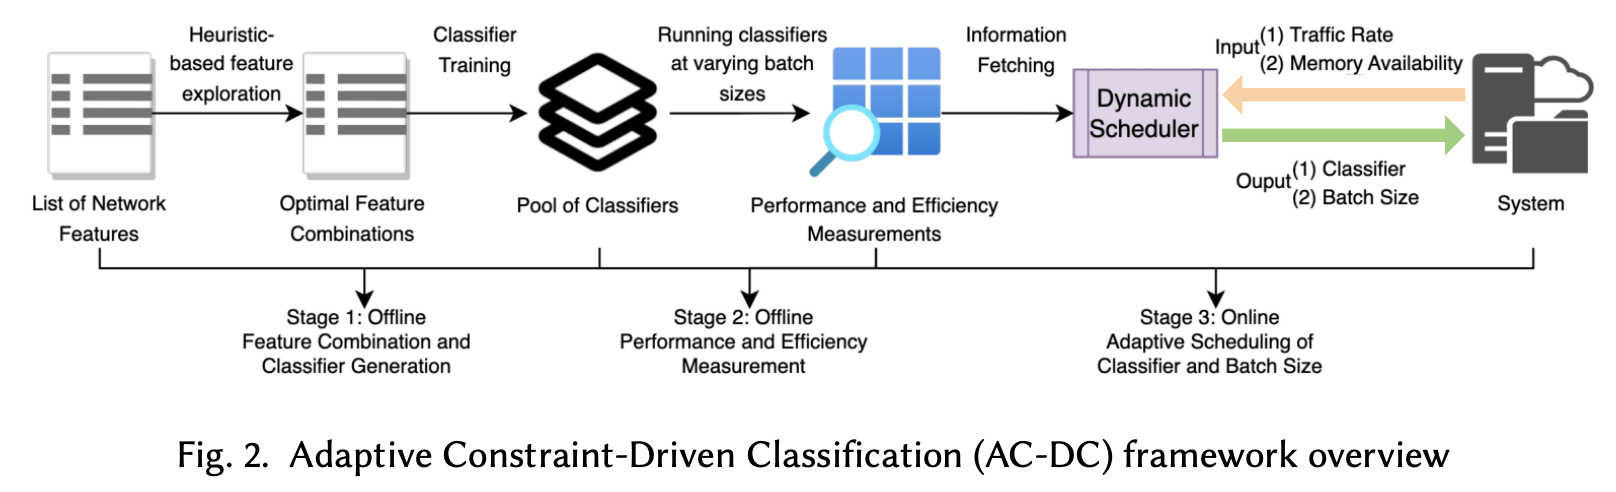 Heuristic-
based feature
exploration
Classifier
Training
Running classifiers
at varying batch
sizes
Information
Fetching
Input
(1) Traffic Rate
(2) Memory Availability
Dynamic
Scheduler
Ouput
(1) Classifier
(2) Batch Size
List of Network
Features
Optimal Feature
Combinations
Pool of Classifiers
Performance and Efficiency
Measurements
System
Stage 1: Offline
Feature Combination and
Classifier Generation
Stage 2: Offline
Performance and Efficiency
Measurement
Stage 3: Online
Adaptive Scheduling of
Classifier and Batch Size
Fig. 2. Adaptive Constraint-Driven Classification (AC-DC) framework overview